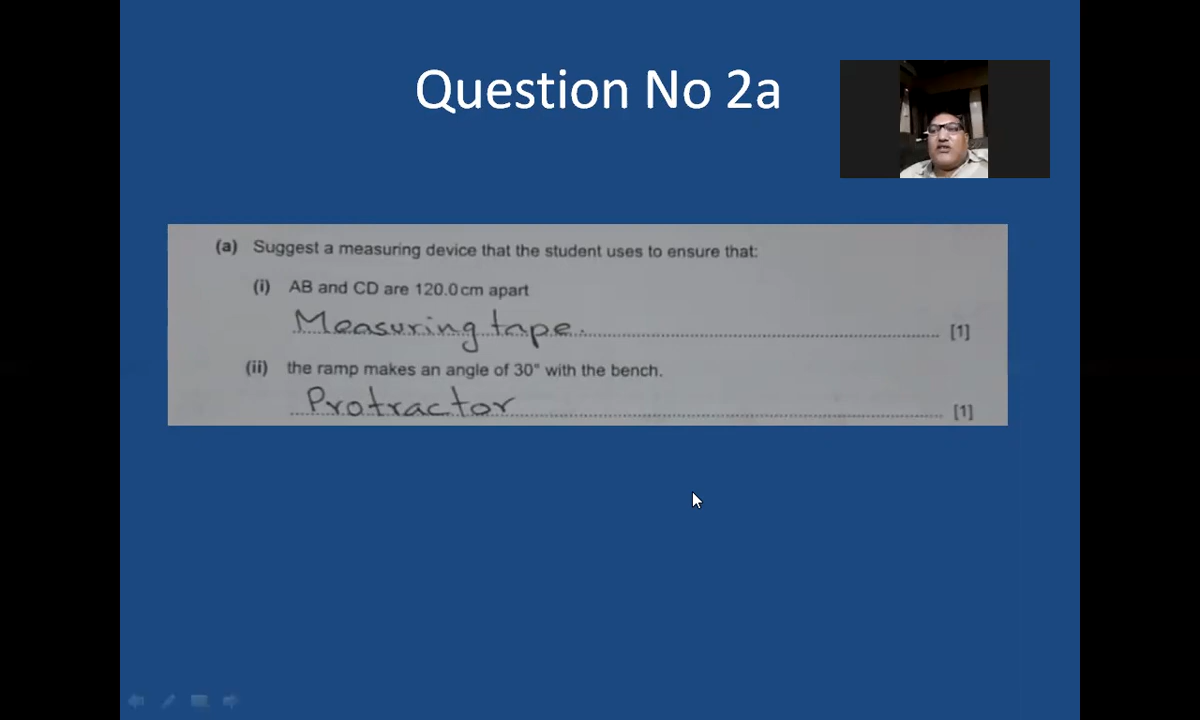 Question No 2a
(a) Suggest a measuring device that the student uses to ensure that:
(i) AB and CD are 120.0 cm apart
Measuring tape. [1]
(ii) the ramp makes an angle of 30° with the bench.
Protractor [1]